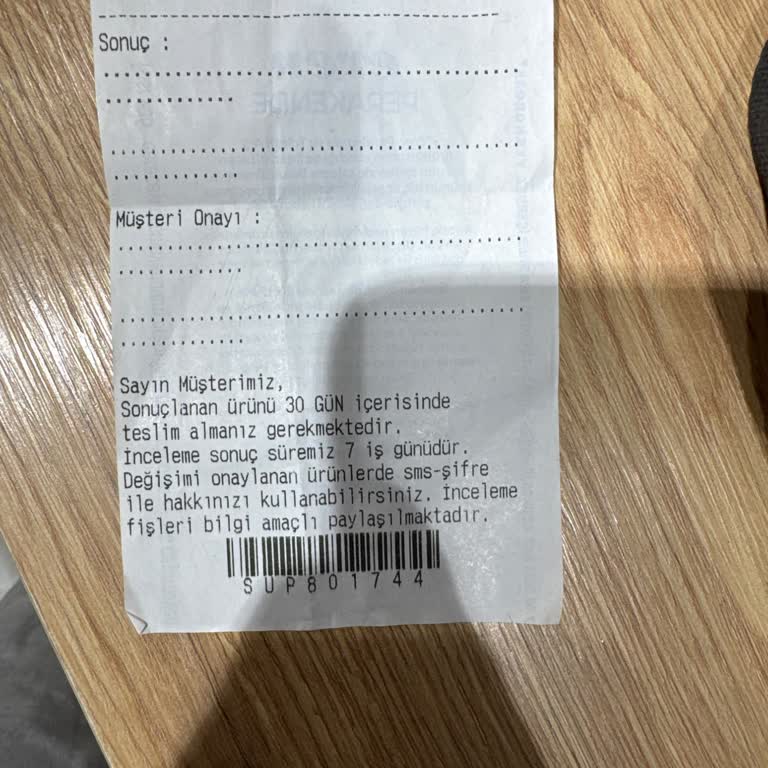 Sonuç :
Müşteri Onayı :
Sayın Müşterimiz,
Sonuçlanan ürünü 30 GÜN içerisinde
teslim almanız gerekmektedir.
İnceleme sonuç süremiz 7 iş günüdür.
Değişimi onaylanan ürünlerde sms-şifre
ile hakkınızı kullanabilirsiniz. İnceleme
fişleri bilgi amaçlı paylaşılmaktadır.
SUP801744